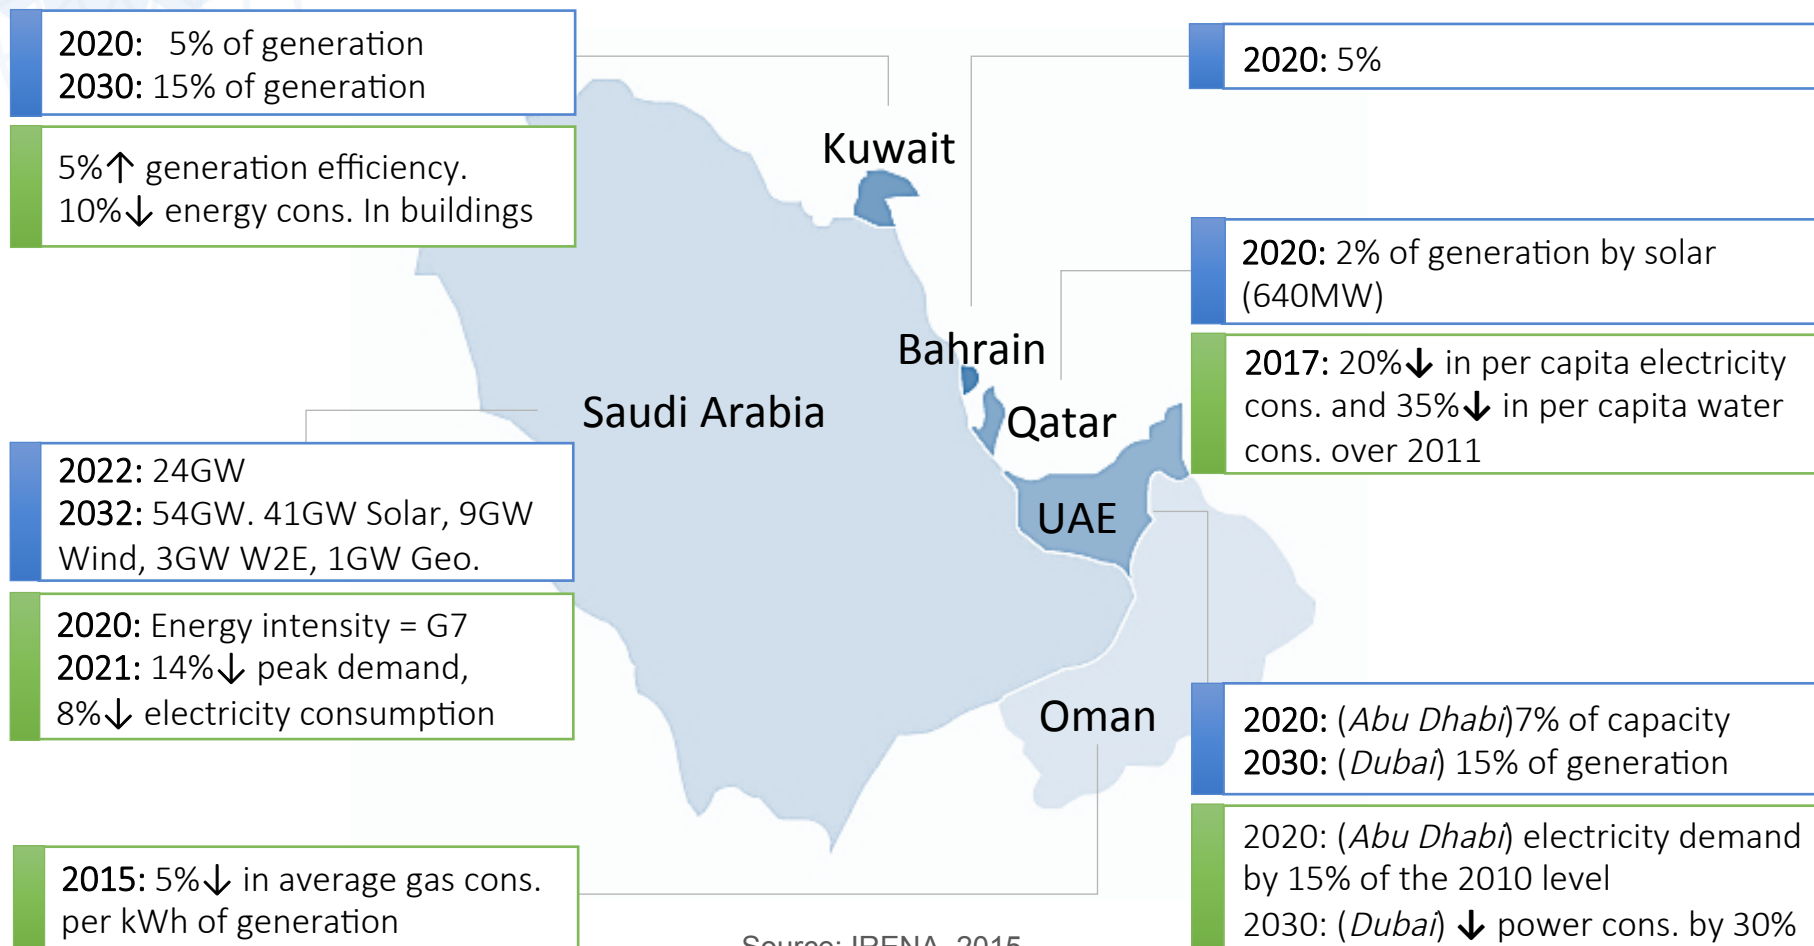 2020: 5% of generation
2030: 15% of generation
5%↑ generation efficiency.
10%↓ energy cons. In buildings
2020: 5%
Kuwait
2020: 2% of generation by solar
(640MW)
Bahrain
2017: 20%↓ in per capita electricity
cons. and 35%↓ in per capita water
cons. over 2011
Saudi Arabia
Qatar
2022: 24GW
2032: 54GW. 41GW Solar, 9GW
Wind, 3GW W2E, 1GW Geo.
UAE
2020: Energy intensity = G7
2021: 14%↓ peak demand,
8%↓ electricity consumption
Oman
2020: (Abu Dhabi)7% of capacity
2030: (Dubai) 15% of generation
2020: (Abu Dhabi) electricity demand
by 15% of the 2010 level
2030: (Dubai) ↓ power cons. by 30%
2015: 5%↓ in average gas cons.
per kWh of generation
Source: IRENA, 2015